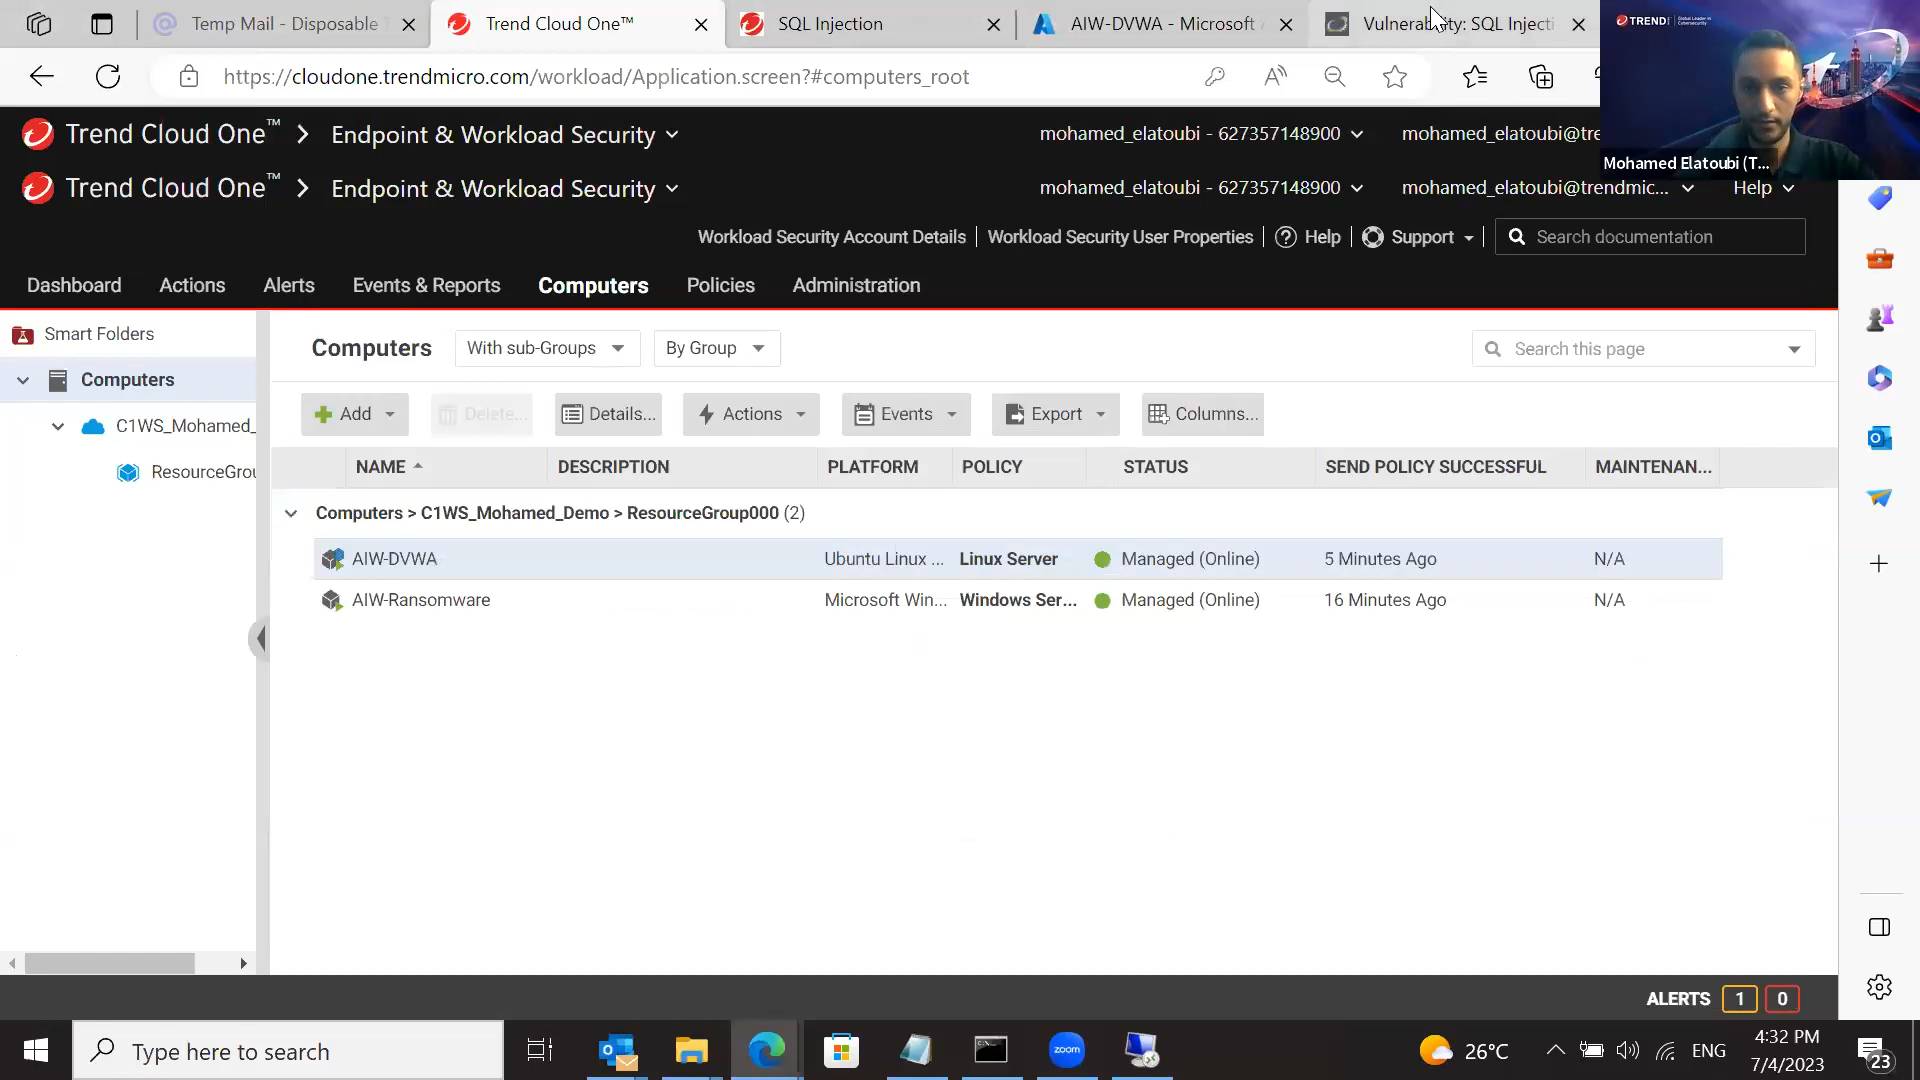 Temp Mail - Disposable
Trend Cloud One™
SQL Injection
AIW-DVWA - Microsoft
Vulnerability: SQL Injecti
TREND
Global Leader in
Cybersecurity
https://cloudone.trendmicro.com/workload/Application.screen?#computers_root
Trend Cloud One™ > Endpoint & Workload Security
mohamed_elatoubi - 627357148900
mohamed_elatoubi@tre
Mohamed Elatoubi (T...
Trend Cloud One™ > Endpoint & Workload Security
mohamed_elatoubi - 627357148900
mohamed_elatoubi@trendmic...
Help
Workload Security Account Details
Workload Security User Properties
Help
Support
Search documentation
Dashboard
Actions
Alerts
Events & Reports
Computers
Policies
Administration
Smart Folders
Computers
C1WS_Mohamed_
ResourceGrou
Computers
With sub-Groups
By Group
Search this page
Add
Delete...
Details...
Actions
Events
Export
Columns...
NAME
DESCRIPTION
PLATFORM
POLICY
STATUS
SEND POLICY SUCCESSFUL
MAINTENAN...
Computers > C1WS_Mohamed_Demo > ResourceGroup000 (2)
AIW-DVWA
Ubuntu Linux ...
Linux Server
Managed (Online)
5 Minutes Ago
N/A
AIW-Ransomware
Microsoft Win...
Windows Ser...
Managed (Online)
16 Minutes Ago
N/A
ALERTS 1 0
Type here to search
zoom
26°C
ENG
4:32 PM
7/4/2023
23